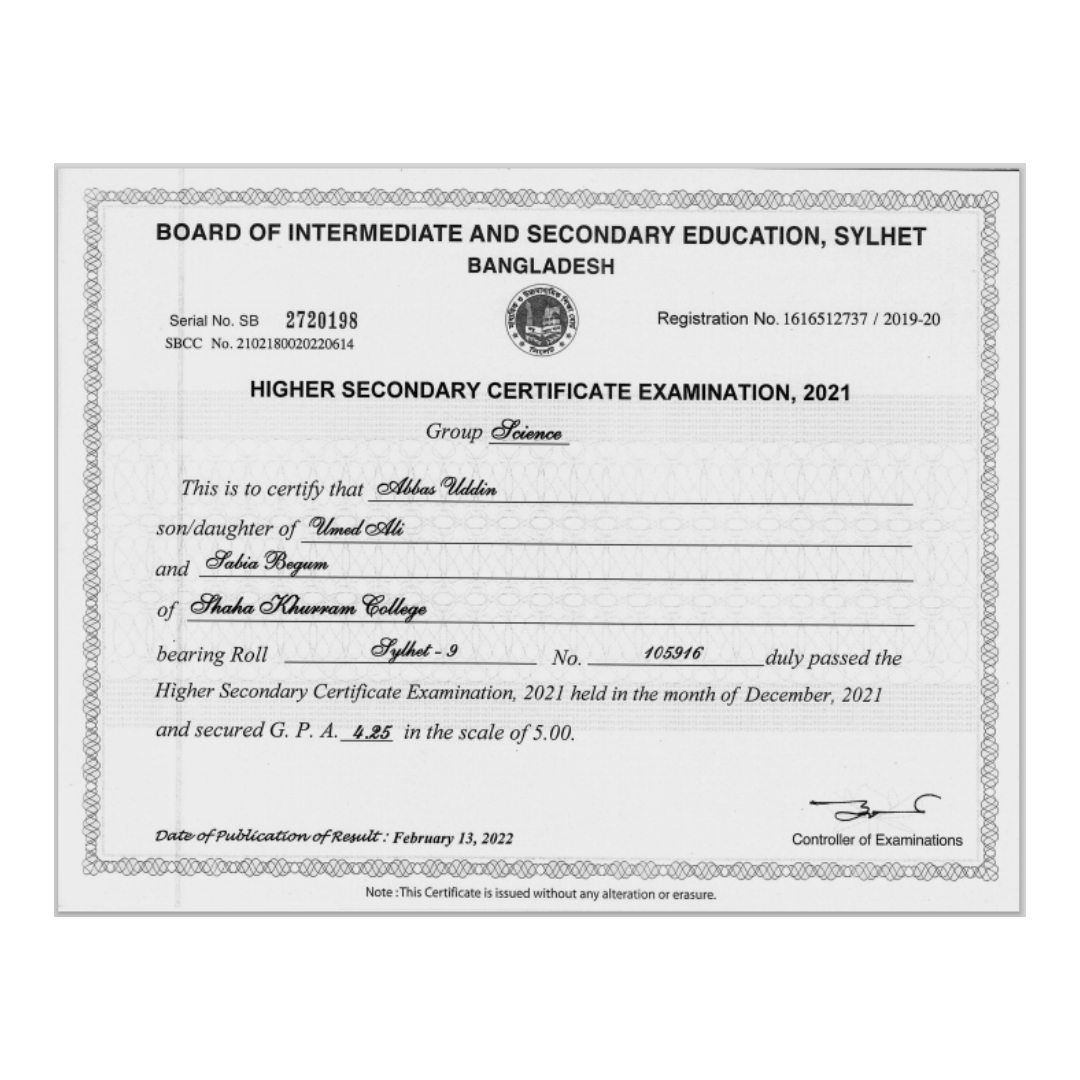 BOARD OF INTERMEDIATE AND SECONDARY EDUCATION, SYLHET
BANGLADESH
Serial No. SB 2720198
Registration No. 1616512737 / 2019-20
SBCC No. 2102180020220614
মাধ্যমিক ও উচ্চমাধ্যমিক শিক্ষা বোর্ড
সিলেট
HIGHER SECONDARY CERTIFICATE EXAMINATION, 2021
Group Science
This is to certify that Abbas Uddin
son/daughter of Umed Ali
and Sabia Begum
of Shaha Khurram College
bearing Roll Sylhet - 9 No. 105916 duly passed the
Higher Secondary Certificate Examination, 2021 held in the month of December, 2021
and secured G. P. A. 4.25 in the scale of 5.00.
Date of Publication of Result : February 13, 2022
Controller of Examinations
Note :This Certificate is issued without any alteration or erasure.